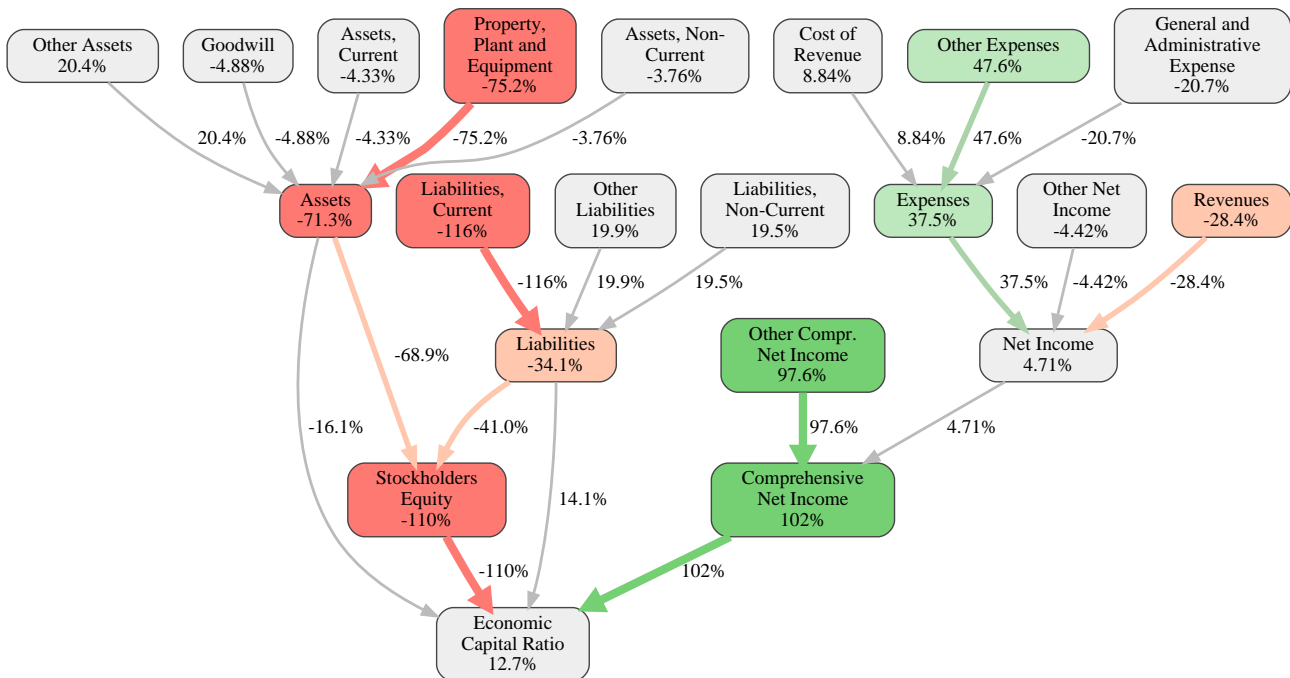 Other Assets
20.4%
Goodwill
-4.88%
Assets,
Current
-4.33%
Property,
Plant and
Equipment
-75.2%
Assets, Non-
Current
-3.76%
Cost of
Revenue
8.84%
Other Expenses
47.6%
General and
Administrative
Expense
-20.7%
20.4%
-4.88%
-4.33%
-75.2%
-3.76%
8.84%
47.6%
-20.7%
Assets
-71.3%
Liabilities,
Current
-116%
Other
Liabilities
19.9%
Liabilities,
Non-Current
19.5%
Expenses
37.5%
Other Net
Income
-4.42%
Revenues
-28.4%
-116%
19.9%
19.5%
37.5%
-4.42%
-28.4%
-68.9%
Liabilities
-34.1%
Other Compr.
Net Income
97.6%
Net Income
4.71%
-16.1%
-41.0%
97.6%
4.71%
Stockholders
Equity
-110%
14.1%
Comprehensive
Net Income
102%
-110%
102%
Economic
Capital Ratio
12.7%